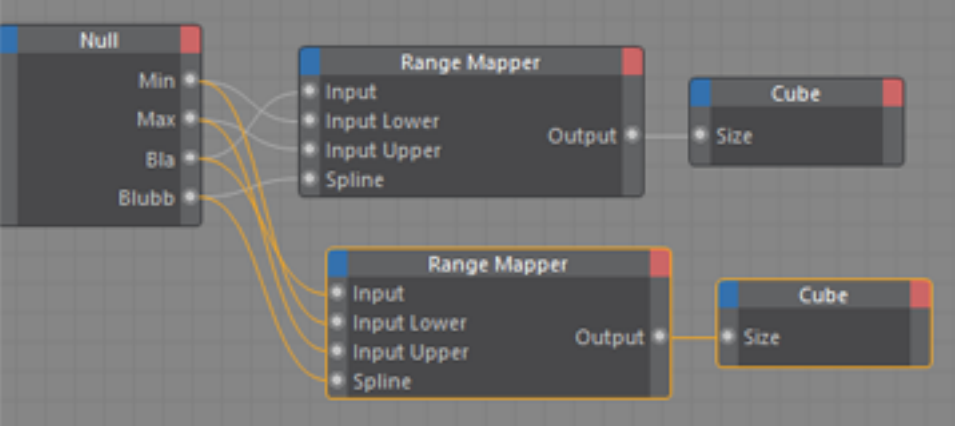 Null
Min
Max
Bla
Blubb
Range Mapper
Input
Input Lower
Input Upper
Spline
Output
Cube
Size
Range Mapper
Input
Input Lower
Input Upper
Spline
Output
Cube
Size